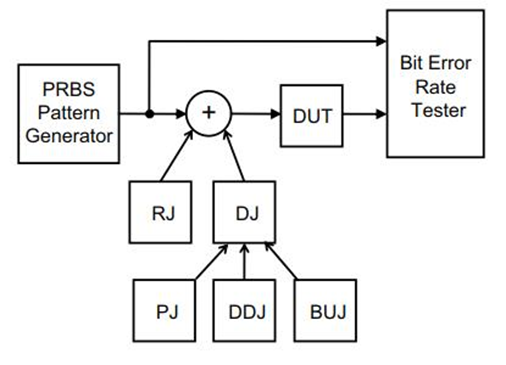 PRBS
Pattern
Generator
+
DUT
Bit Error
Rate
Tester
RJ
DJ
PJ
DDJ
BUJ